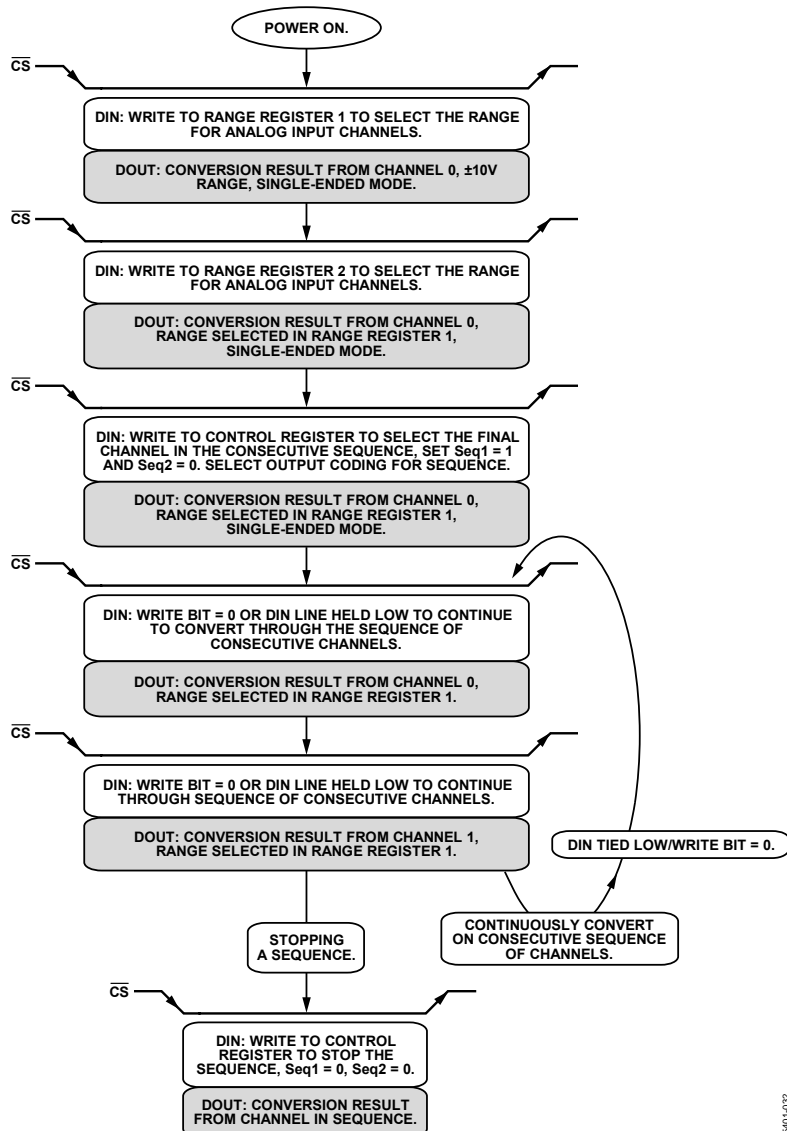 POWER ON.
CS
DIN: WRITE TO RANGE REGISTER 1 TO SELECT THE RANGE
FOR ANALOG INPUT CHANNELS.
DOUT: CONVERSION RESULT FROM CHANNEL 0, ±10V
RANGE, SINGLE-ENDED MODE.
CS
DIN: WRITE TO RANGE REGISTER 2 TO SELECT THE RANGE
FOR ANALOG INPUT CHANNELS.
DOUT: CONVERSION RESULT FROM CHANNEL 0,
RANGE SELECTED IN RANGE REGISTER 1,
SINGLE-ENDED MODE.
CS
DIN: WRITE TO CONTROL REGISTER TO SELECT THE FINAL
CHANNEL IN THE CONSECUTIVE SEQUENCE, SET Seq1 = 1
AND Seq2 = 0. SELECT OUTPUT CODING FOR SEQUENCE.
DOUT: CONVERSION RESULT FROM CHANNEL 0,
RANGE SELECTED IN RANGE REGISTER 1,
SINGLE-ENDED MODE.
CS
DIN: WRITE BIT = 0 OR DIN LINE HELD LOW TO CONTINUE
TO CONVERT THROUGH THE SEQUENCE OF
CONSECUTIVE CHANNELS.
DOUT: CONVERSION RESULT FROM CHANNEL 0,
RANGE SELECTED IN RANGE REGISTER 1.
CS
DIN: WRITE BIT = 0 OR DIN LINE HELD LOW TO CONTINUE
THROUGH SEQUENCE OF CONSECUTIVE CHANNELS.
DOUT: CONVERSION RESULT FROM CHANNEL 1,
RANGE SELECTED IN RANGE REGISTER 1.
DIN TIED LOW/WRITE BIT = 0.
STOPPING
A SEQUENCE.
CONTINUOUSLY CONVERT
ON CONSECUTIVE SEQUENCE
OF CHANNELS.
CS
DIN: WRITE TO CONTROL
REGISTER TO STOP THE
SEQUENCE, Seq1 = 0, Seq2 = 0.
DOUT: CONVERSION RESULT
FROM CHANNEL IN SEQUENCE.